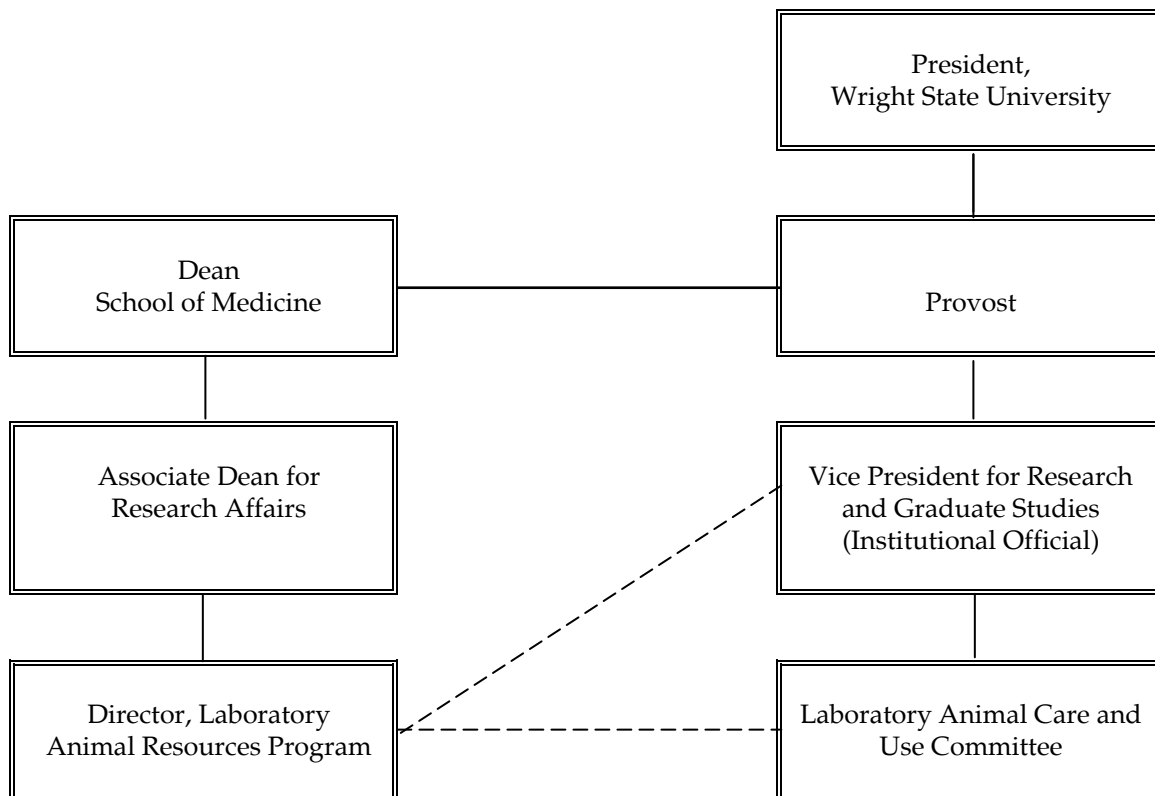 President,
Wright State University
Dean
School of Medicine
Provost
Associate Dean for
Research Affairs
Vice President for Research
and Graduate Studies
(Institutional Official)
Director, Laboratory
Animal Resources Program
Laboratory Animal Care and
Use Committee